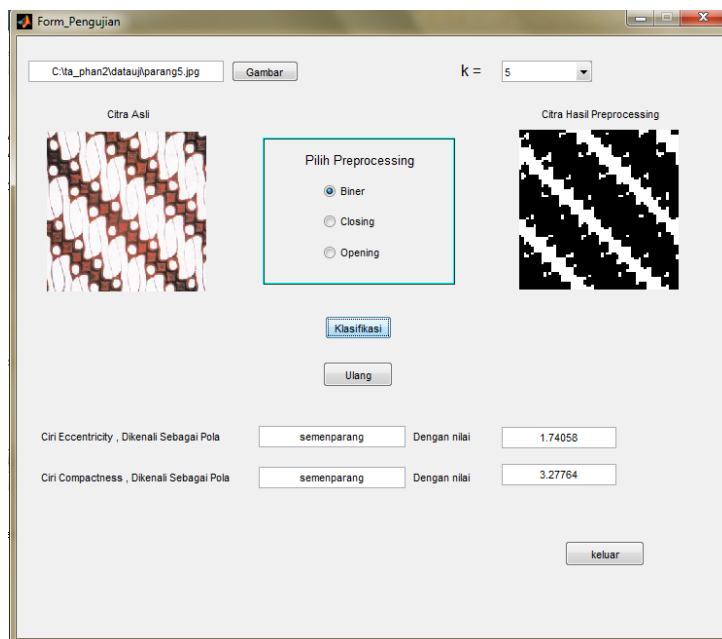 Form_Pengujian
C:\ta_phan2\datauji\parang5.jpg Gambar k = 5
Citra Asli Citra Hasil Preprocessing
Pilih Preprocessing
Biner
Closing
Opening
Klasifikasi
Ulang
Ciri Eccentricity , Dikenali Sebagai Pola semenparang Dengan nilai 1.74058
Ciri Compactness , Dikenali Sebagai Pola semenparang Dengan nilai 3.27764
keluar